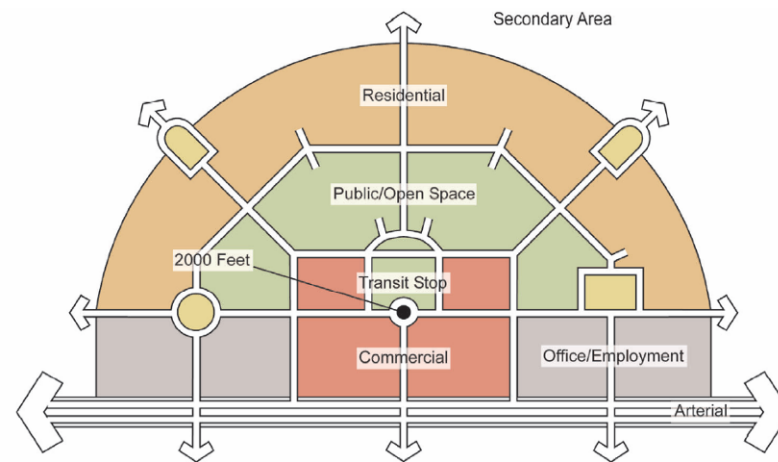 Secondary Area
Residential
Public/Open Space
2000 Feet
Transit Stop
Commercial
Office/Employment
Arterial